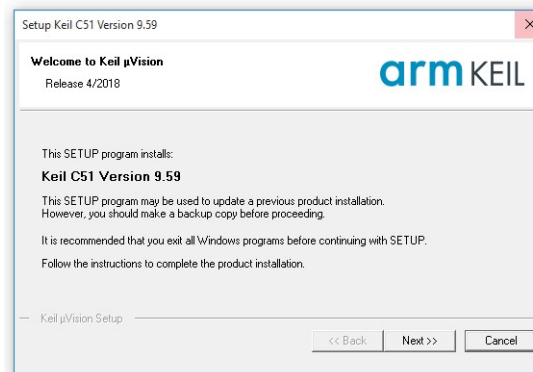 Setup Keil C51 Version 9.59
Welcome to Keil µVision
Release 4/2018
arm KEIL
This SETUP program installs:
Keil C51 Version 9.59
This SETUP program may be used to update a previous product installation.
However, you should make a backup copy before proceeding.
It is recommended that you exit all Windows programs before continuing with SETUP.
Follow the instructions to complete the product installation.
Keil µVision Setup
<< Back
Next >>
Cancel